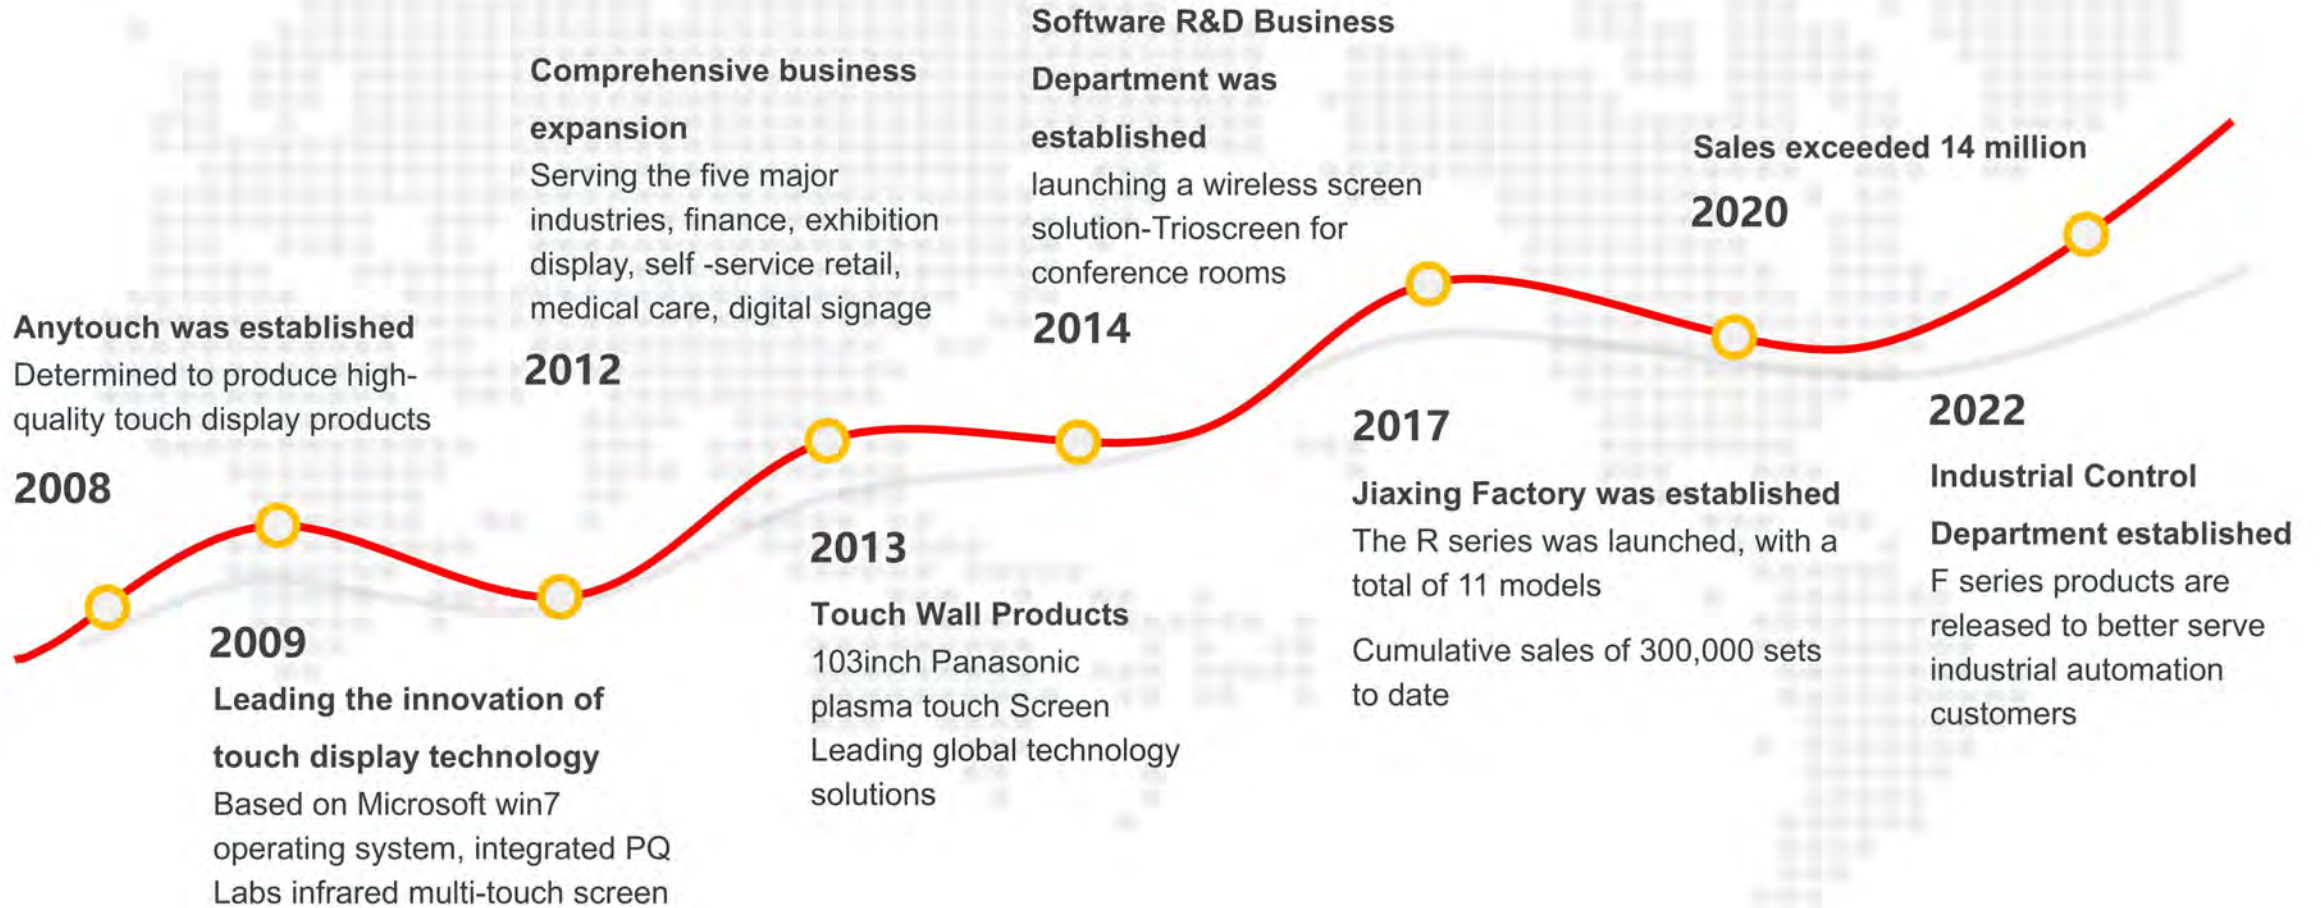 Anytouch was established
Determined to produce high-
quality touch display products
2008
2009
Leading the innovation of
touch display technology
Based on Microsoft win7
operating system, integrated PQ
Labs infrared multi-touch screen
Comprehensive business
expansion
Serving the five major
industries, finance, exhibition
display, self -service retail,
medical care, digital signage
2012
2013
Touch Wall Products
103inch Panasonic
plasma touch Screen
Leading global technology
solutions
Software R&D Business
Department was
established
launching a wireless screen
solution-Trioscreen for
conference rooms
2014
2017
Jiaxing Factory was established
The R series was launched, with a
total of 11 models
Cumulative sales of 300,000 sets
to date
Sales exceeded 14 million
2020
2022
Industrial Control
Department established
F series products are
released to better serve
industrial automation
customers